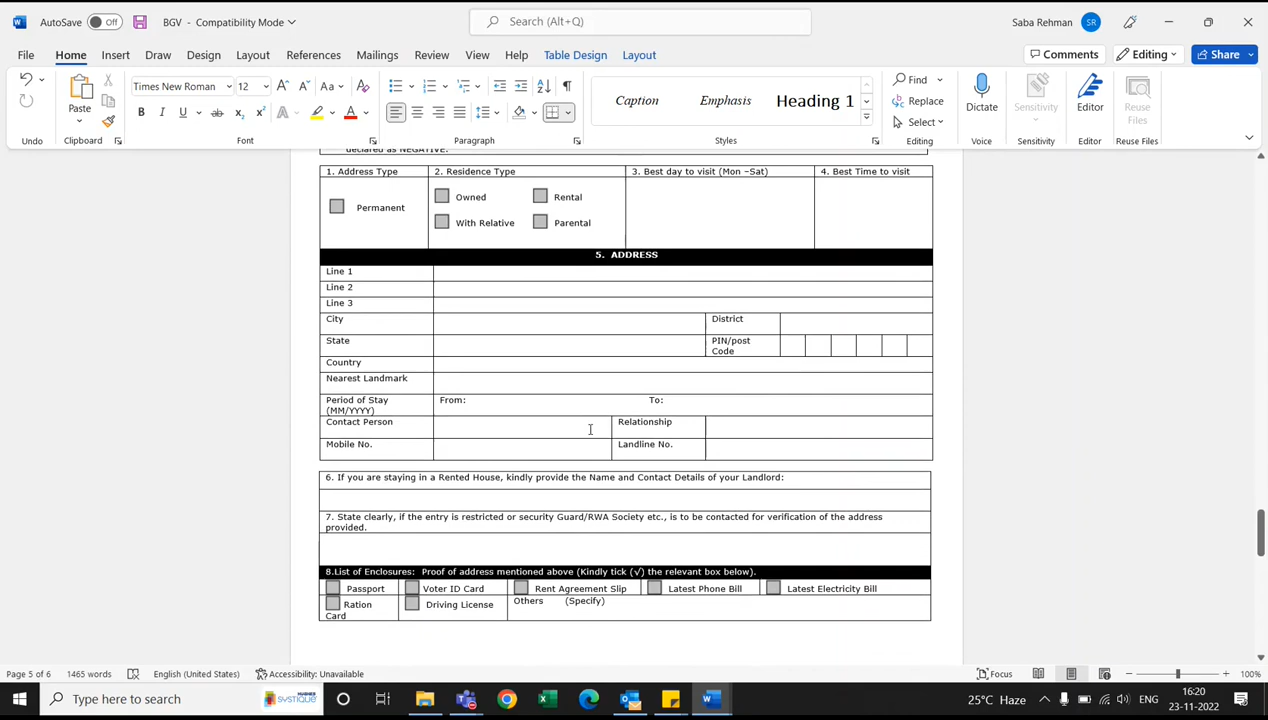 AutoSave Off BGV - Compatibility Mode Search (Alt+Q) Saba Rehman SR
File Home Insert Draw Design Layout References Mailings Review View Help Table Design Layout Comments Editing Share
Times New Roman 12 Aa Find
Paste Caption Emphasis Heading 1 Replace Dictate Sensitivity Editor Reuse Files
B I U ab x2 x2 A A Select
Undo Clipboard Font Paragraph Styles Editing Voice Sensitivity Editor Reuse Files
declared as NEGATIVE.
1. Address Type 2. Residence Type 3. Best day to visit (Mon –Sat) 4. Best Time to visit
Owned Rental
Permanent
With Relative Parental
5. ADDRESS
Line 1
Line 2
Line 3
City District
State PIN/post Code
Country
Nearest Landmark
Period of Stay (MM/YYYY) From: To:
Contact Person Relationship
Mobile No. Landline No.
6. If you are staying in a Rented House, kindly provide the Name and Contact Details of your Landlord:
7. State clearly, if the entry is restricted or security Guard/RWA Society etc., is to be contacted for verification of the address
provided.
8.List of Enclosures: Proof of address mentioned above (Kindly tick (√) the relevant box below).
Passport Voter ID Card Rent Agreement Slip Latest Phone Bill Latest Electricity Bill
Ration Card Driving License Others (Specify)
Page 5 of 6 1465 words English (United States) Accessibility: Unavailable Focus 100%
Type here to search HUGHES SYSTIQUE 25°C Haze ENG 16:20
23-11-2022